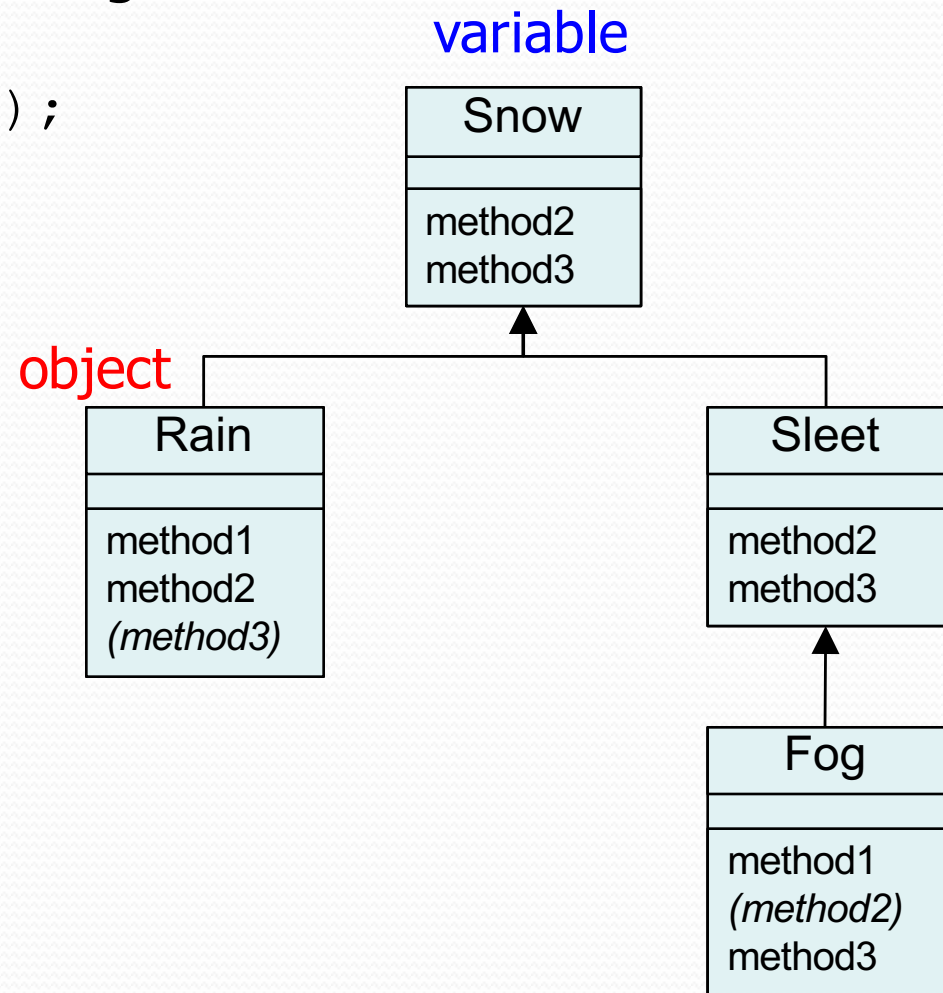 variable
);
Snow
method2
method3
object
Rain
method1
method2
(method3)
Sleet
method2
method3
Fog
method1
(method2)
method3